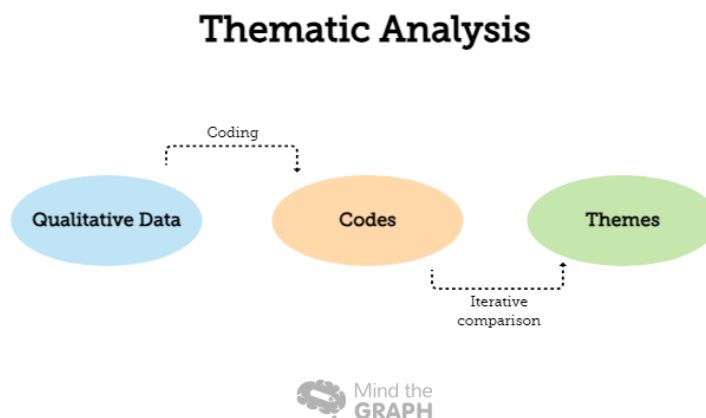 Thematic Analysis
Coding
Qualitative Data
Codes
Themes
Iterative
comparison
Mind the
GRAPH